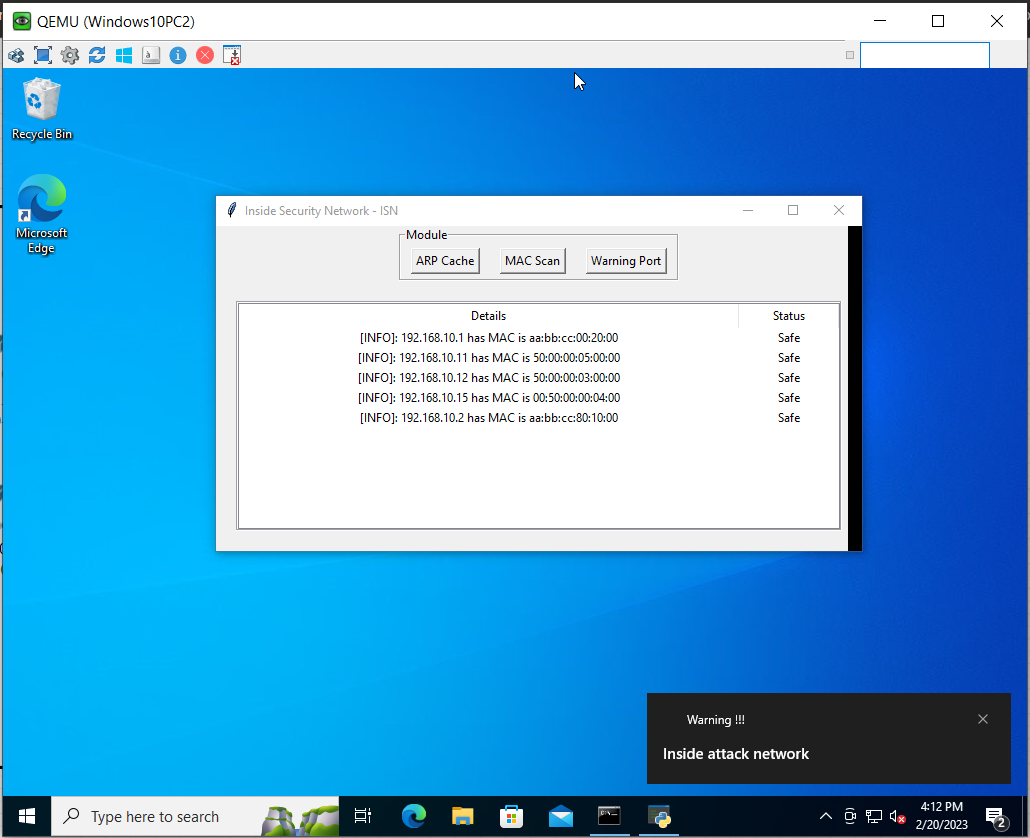 QEMU (Windows10PC2)
Recycle Bin
Microsoft
Edge
Inside Security Network - ISN
Module
ARP Cache MAC Scan Warning Port
Details Status
[INFO]: 192.168.10.1 has MAC is aa:bb:cc:00:20:00 Safe
[INFO]: 192.168.10.11 has MAC is 50:00:00:05:00:00 Safe
[INFO]: 192.168.10.12 has MAC is 50:00:00:03:00:00 Safe
[INFO]: 192.168.10.15 has MAC is 00:50:00:00:04:00 Safe
[INFO]: 192.168.10.2 has MAC is aa:bb:cc:80:10:00 Safe
Warning !!!
Inside attack network
Type here to search
4:12 PM
2/20/2023
2